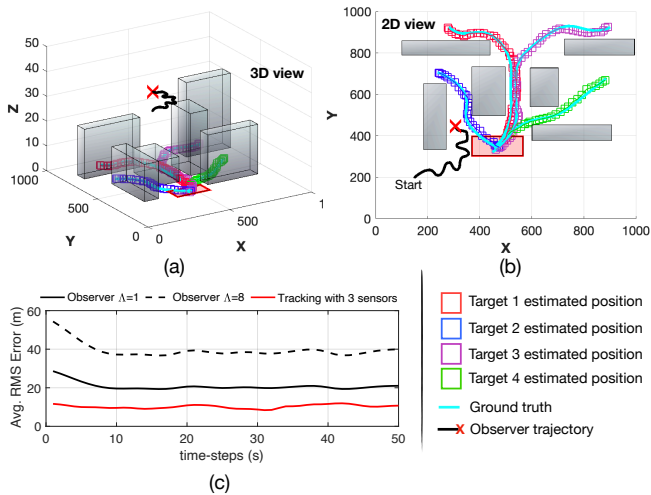 (a)
3D view
Z
50
40
30
20
10
0
1000
500
0
Y
0
500
1
X
(a)
(b)
2D view
Y
1000
800
600
400
200
0
Start
0
200
400
600
800
1000
X
(b)
Observer Λ=1
Observer Λ=8
Tracking with 3 sensors
Avg. RMS Error (m)
60
40
20
0
0
10
20
30
40
50
time-steps (s)
(c)
Target 1 estimated position
Target 2 estimated position
Target 3 estimated position
Target 4 estimated position
Ground truth
Observer trajectory